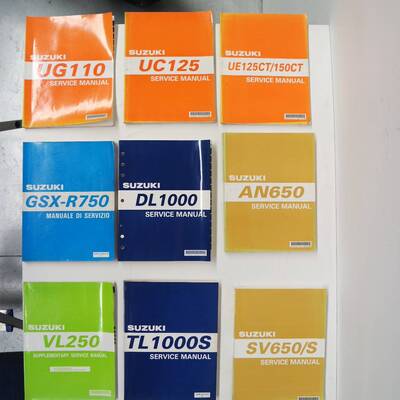 SUZUKI
UG110
SERVICE MANUAL
SUZUKI
UC125
SERVICE MANUAL
SUZUKI
UE125CT/150CT
SERVICE MANUAL
SUZUKI
GSX-R750
MANUALE DI SERVIZIO
SUZUKI
DL1000
SERVICE MANUAL
SUZUKI
AN650
SERVICE MANUAL
SUZUKI
VL250
SUPPLEMENTARY SERVICE MANUAL
SUZUKI
TL1000S
SERVICE MANUAL
SUZUKI
SV650/S
SERVICE MANUAL